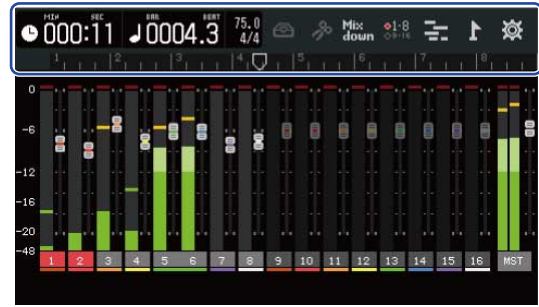 MIN SEC BAR BEAT
000:11 0004.3 75.0 4/4 Mix down 1-8 9-16
1 2 3 4 5 6 7 8
0
-6
-12
-16
-20
-48
1 2 3 4 5 6 7 8 9 10 11 12 13 14 15 16 MST